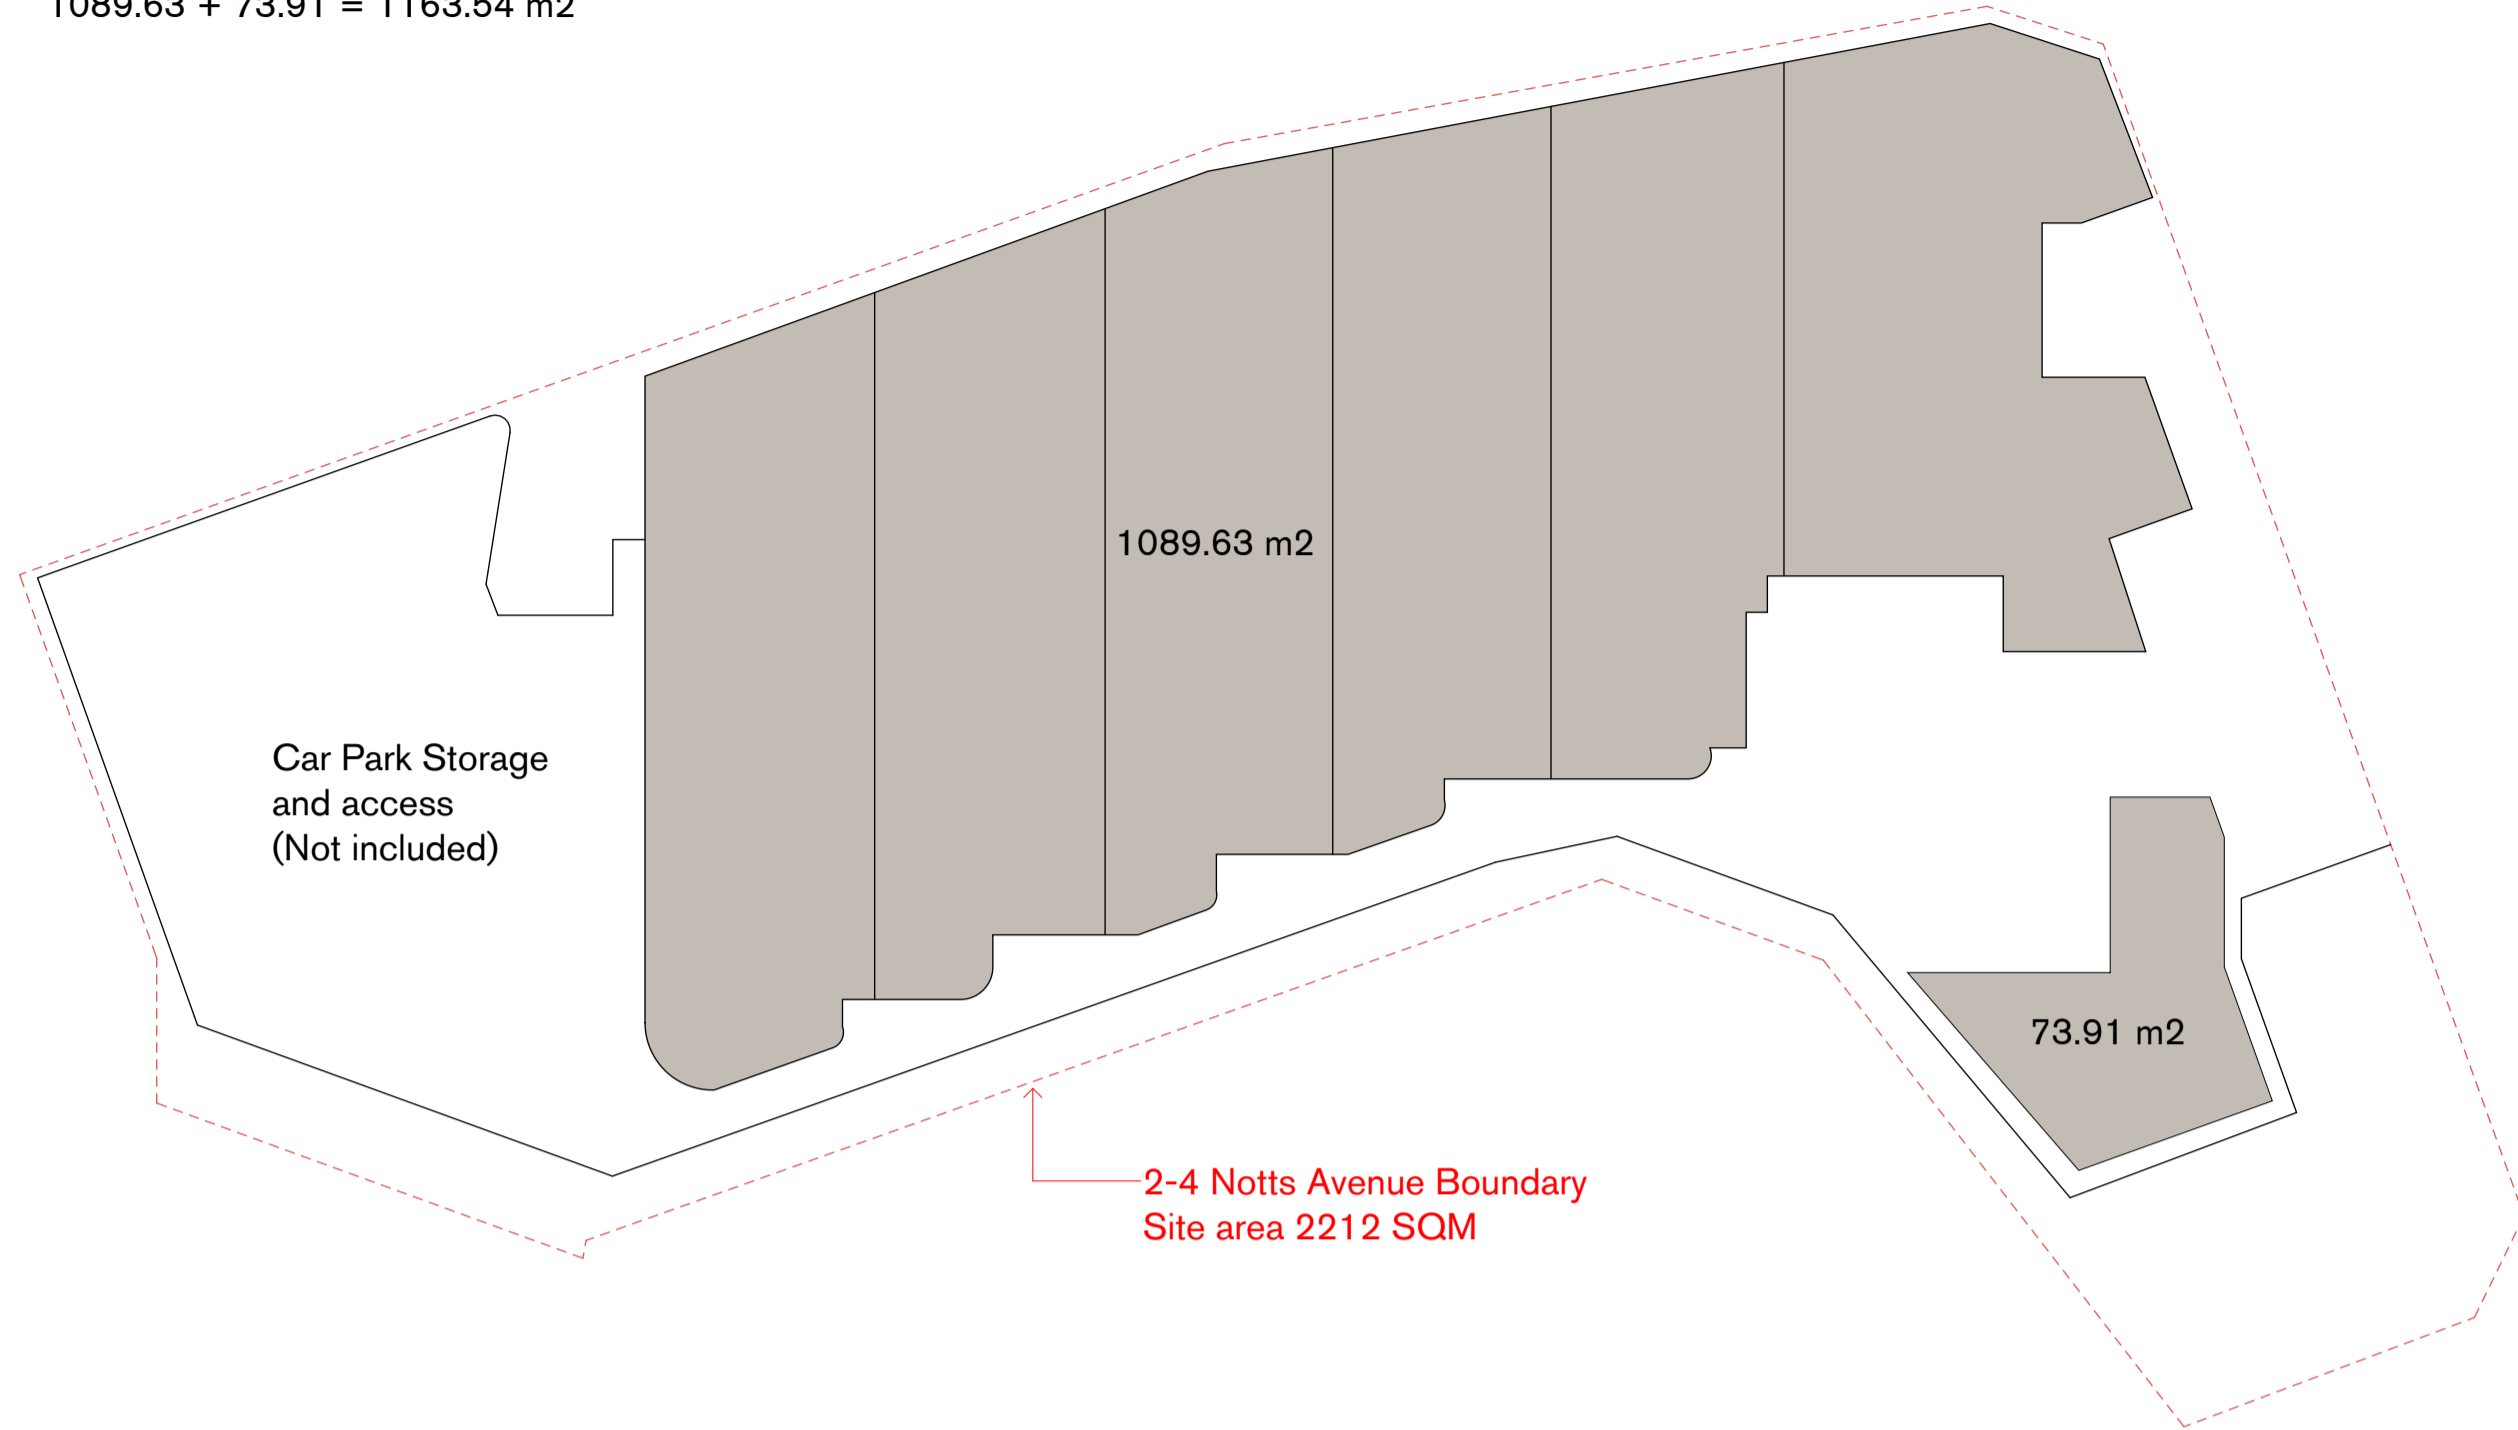 1089.63 + 73.91 = 1163.54 m2
1089.63 m2
Car Park Storage
and access
(Not included)
73.91 m2
2-4 Notts Avenue Boundary
Site area 2212 SQM